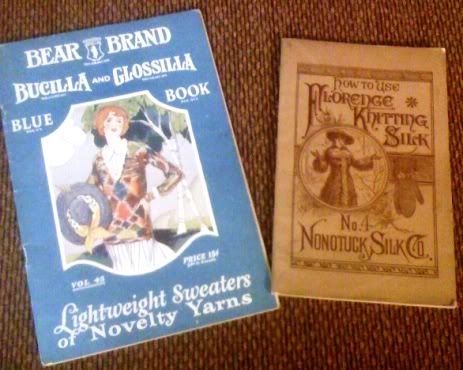 BEAR BRAND
BUCILLA AND GLOSSILLA
BLUE BOOK
VOL. 45
PRICE 15¢
Lightweight Sweaters
of Novelty Yarns
HOW TO USE
FLORENCE
KNITTING
SILK
No. 4
NONOTUCK SILK CO.